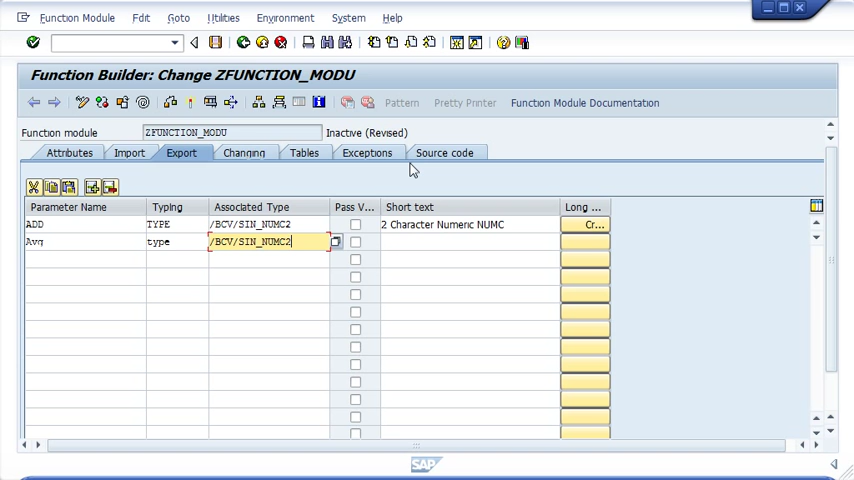 Function Module Edit Goto Utilities Environment System Help
Function Builder: Change ZFUNCTION_MODU
Pattern Pretty Printer Function Module Documentation
Function module ZFUNCTION_MODU Inactive (Revised)
Attributes Import Export Changing Tables Exceptions Source code
Parameter Name Typing Associated Type Pass V... Short text Long ...
ADD TYPE /BCV/SIN_NUMC2 2 Character Numeric NUMC Cr...
Avg type /BCV/SIN_NUMC2
SAP